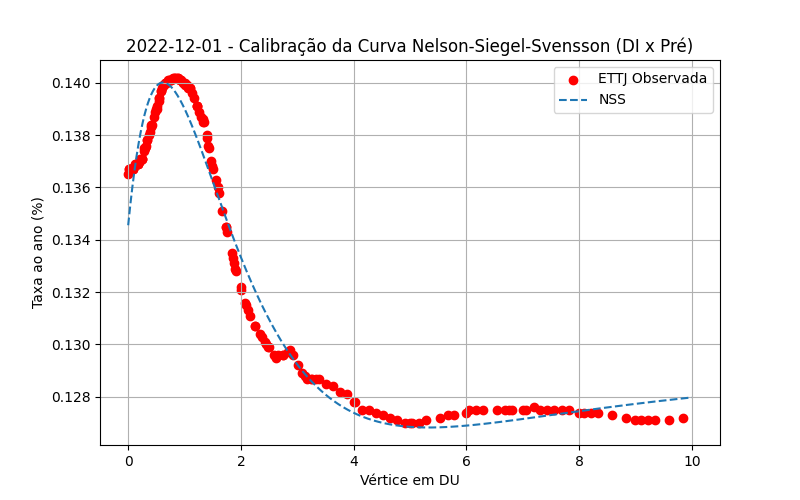 2022-12-01 - Calibração da Curva Nelson-Siegel-Svensson (DI x Pré)
ETTJ Observada
NSS
Taxa ao ano (%)
0.140
0.138
0.136
0.134
0.132
0.130
0.128
0 2 4 6 8 10
Vértice em DU